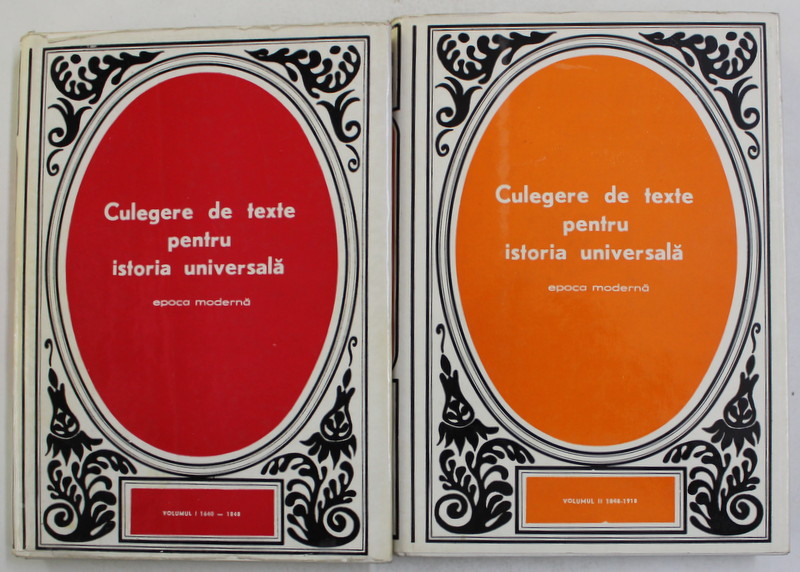 Culegere de texte
pentru
istoria universală
epoca modernă
VOLUMUL I 1640 — 1848
Culegere de texte
pentru
istoria universală
epoca modernă
VOLUMUL II 1848-1918